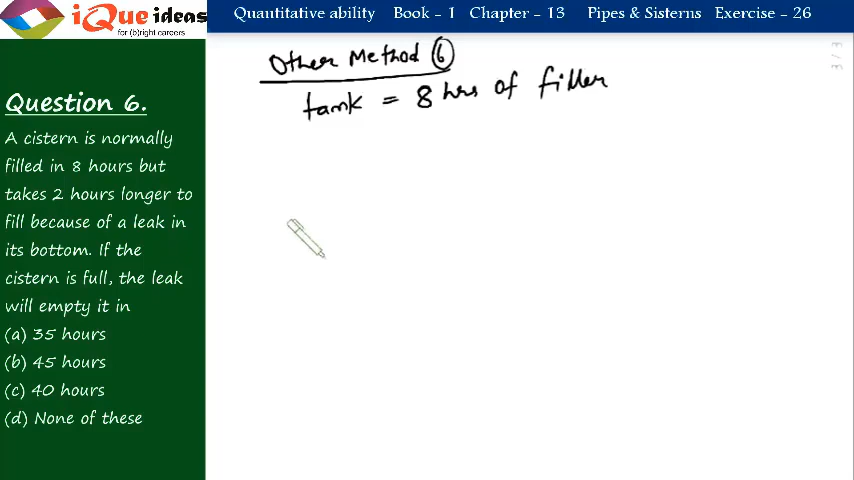 iQue ideas
for (b)right careers
Quantitative ability Book - 1 Chapter - 13 Pipes & Sisterns Exercise - 26
Question 6.
A cistern is normally
filled in 8 hours but
takes 2 hours longer to
fill because of a leak in
its bottom. If the
cistern is full, the leak
will empty it in
(a) 35 hours
(b) 45 hours
(c) 40 hours
(d) None of these
Other Method 6
tank = 8 hrs of filler